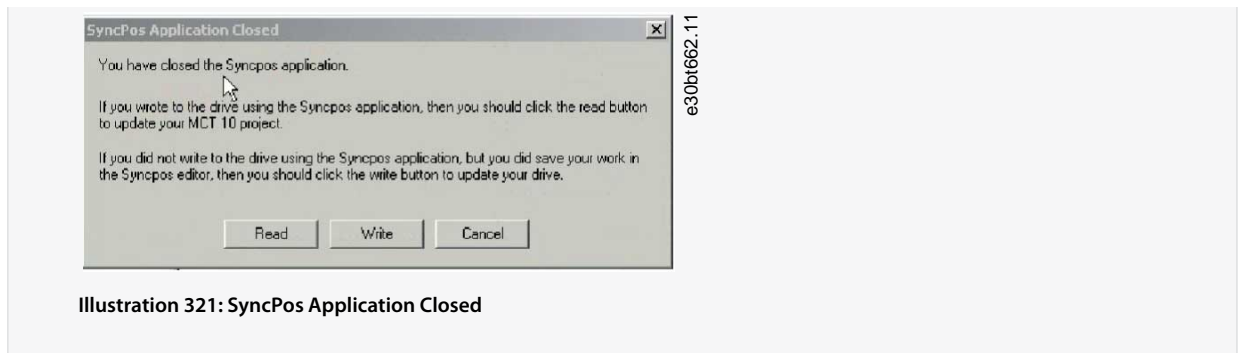 SyncPos Application Closed
You have closed the Syncpos application.
If you wrote to the drive using the Syncpos application, then you should click the read button
to update your MCT 10 project.
If you did not write to the drive using the Syncpos application, but you did save your work in
the Syncpos editor, then you should click the write button to update your drive.
Read Write Cancel
e30bt662.11
Illustration 321: SyncPos Application Closed